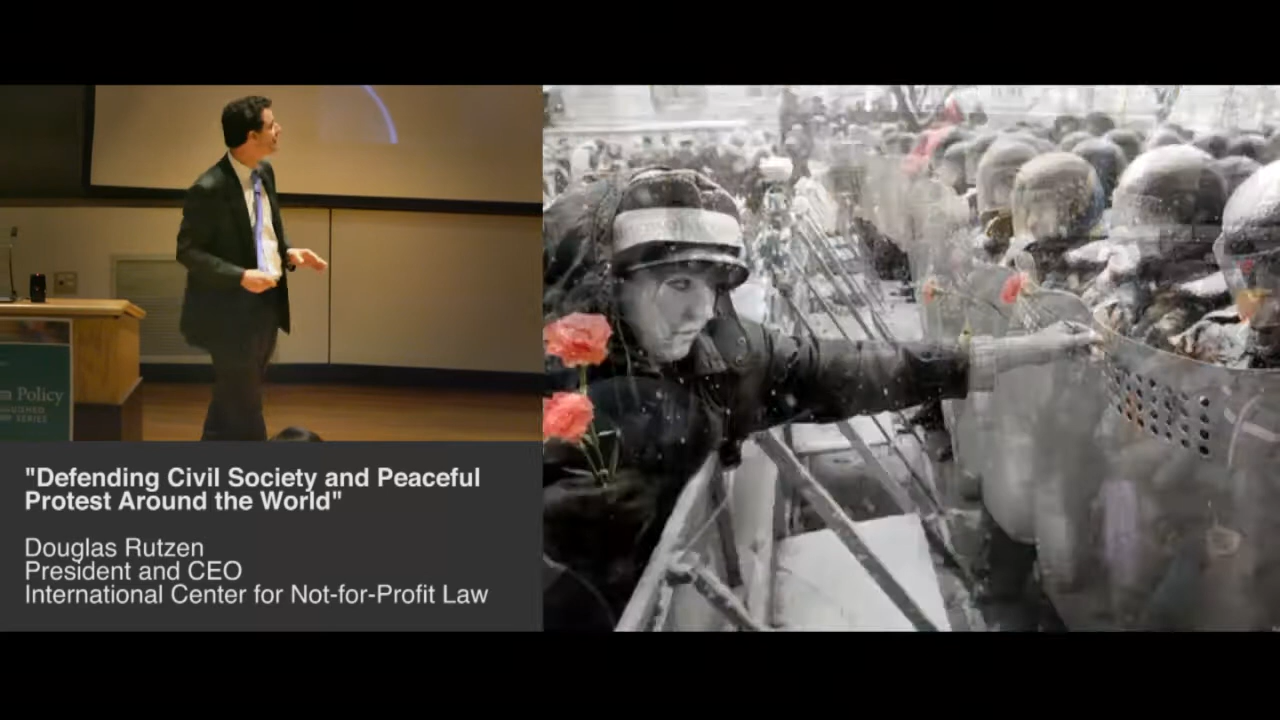 Policy
SERIES
"Defending Civil Society and Peaceful
Protest Around the World"
Douglas Rutzen
President and CEO
International Center for Not-for-Profit Law